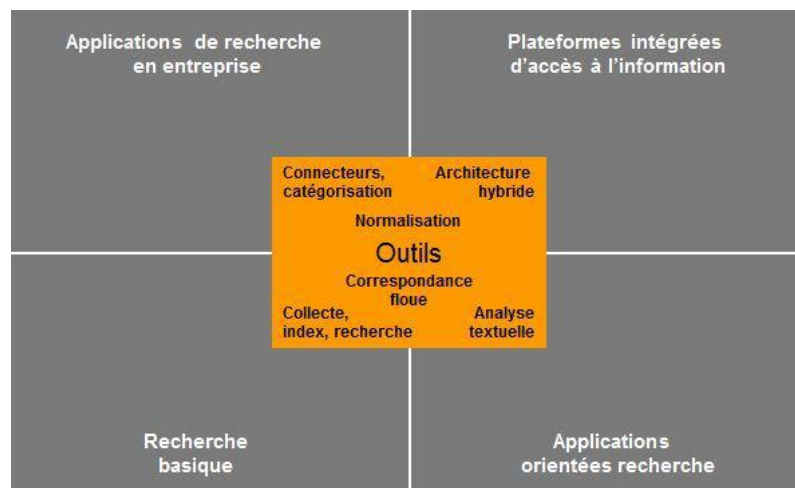 Applications de recherche
en entreprise
Plateformes intégrées
d'accès à l'information
Connecteurs,
catégorisation
Architecture
hybride
Normalisation
Outils
Correspondance
floue
Collecte,
index, recherche
Analyse
textuelle
Recherche
basique
Applications
orientées recherche